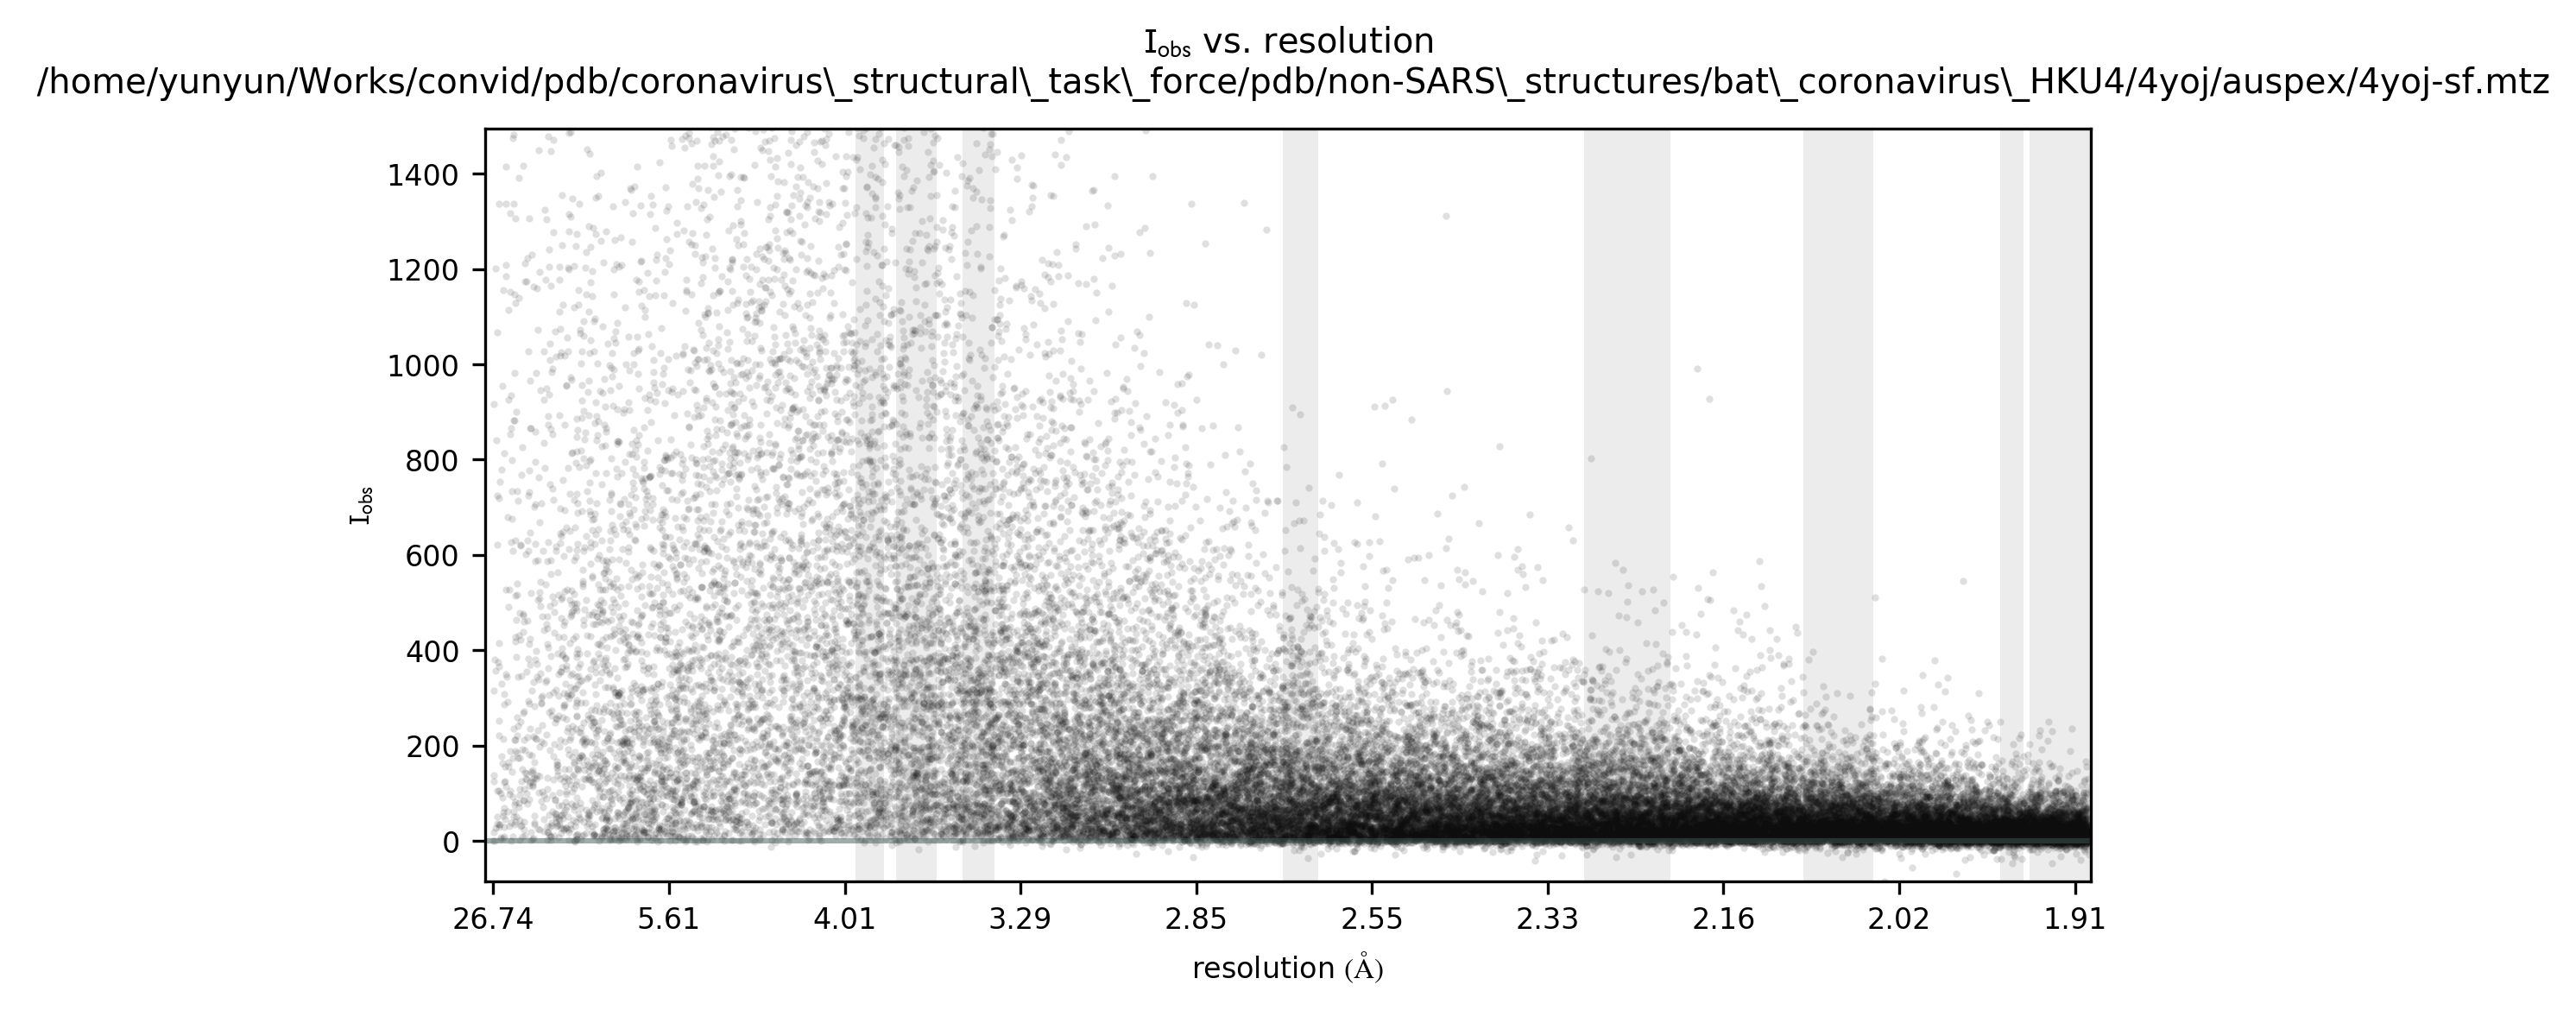 I_obs vs. resolution
/home/yunyun/Works/convid/pdb/coronavirus\_structural\_task\_force/pdb/non-SARS\_structures/bat\_coronavirus\_HKU4/4yoj/auspex/4yoj-sf.mtz
1400
1200
1000
800
600
400
200
0
I_obs
26.74 5.61 4.01 3.29 2.85 2.55 2.33 2.16 2.02 1.91
resolution (Å)